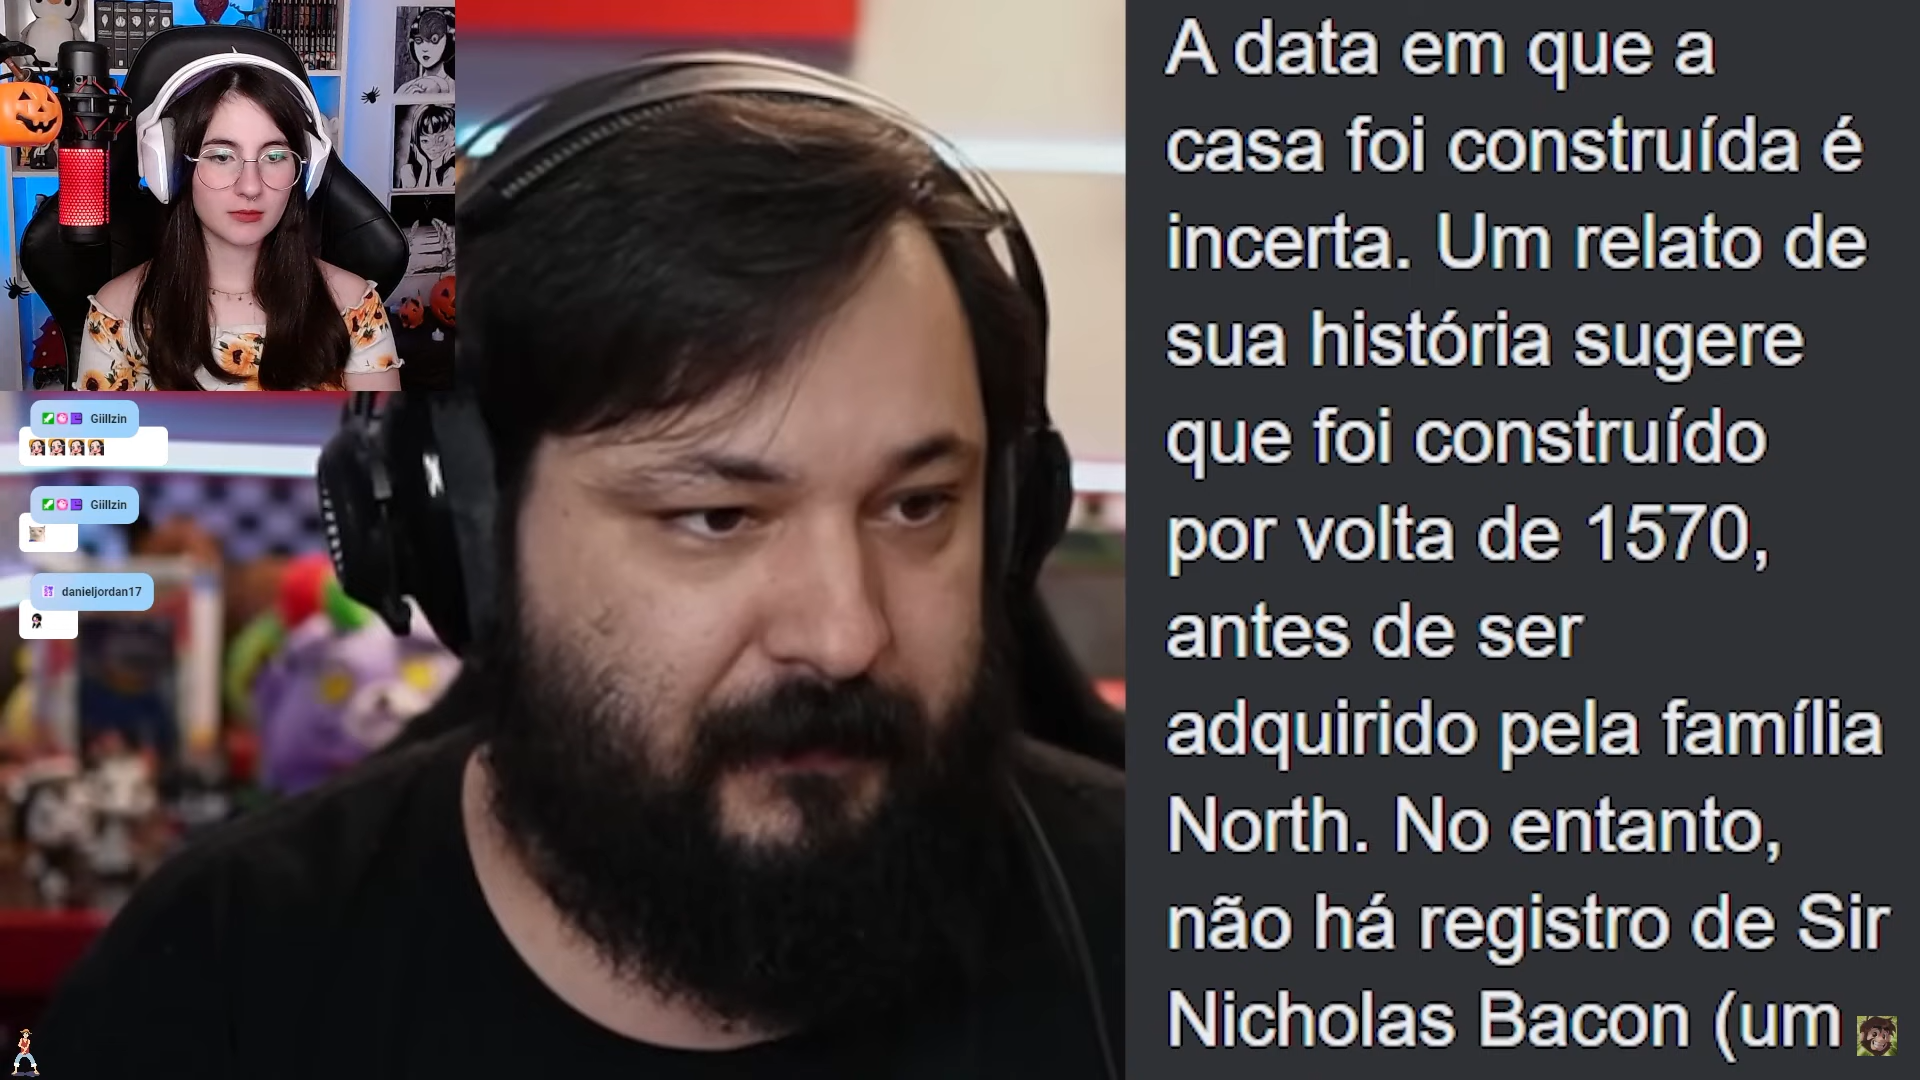 A data em que a
casa foi construída é
incerta. Um relato de
sua história sugere
que foi construído
por volta de 1570,
antes de ser
adquirido pela família
North. No entanto,
não há registro de Sir
Nicholas Bacon (um
Giillzin
Giillzin
danieljordan17